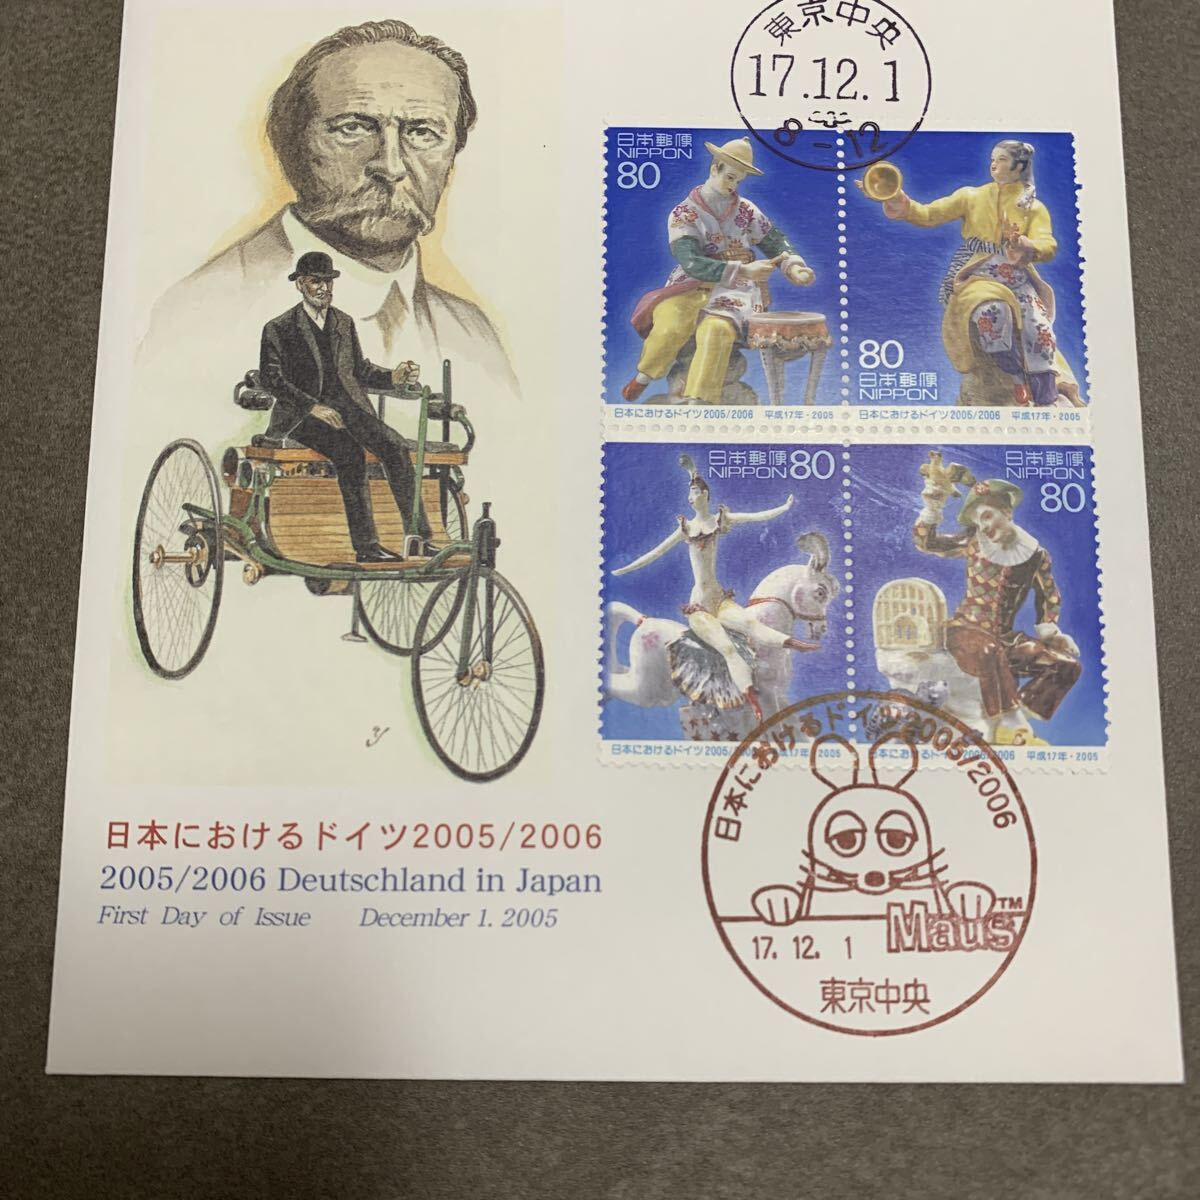 東京中央
17.12.1
8-12
日本郵便
NIPPON
80
日本におけるドイツ2005/2006 平成17年・2005
80
日本郵便
NIPPON
日本におけるドイツ2005/2006 平成17年・2005
日本郵便
NIPPON 80
日本におけるドイツ2005/2006 平成17年・2005
日本郵便
NIPPON
80
日本におけるドイツ2005/2006 平成17年・2005
日本におけるドイツ2005/2006
Maus™
17. 12. 1
東京中央
日本におけるドイツ2005/2006
2005/2006 Deutschland in Japan
First Day of Issue December 1. 2005